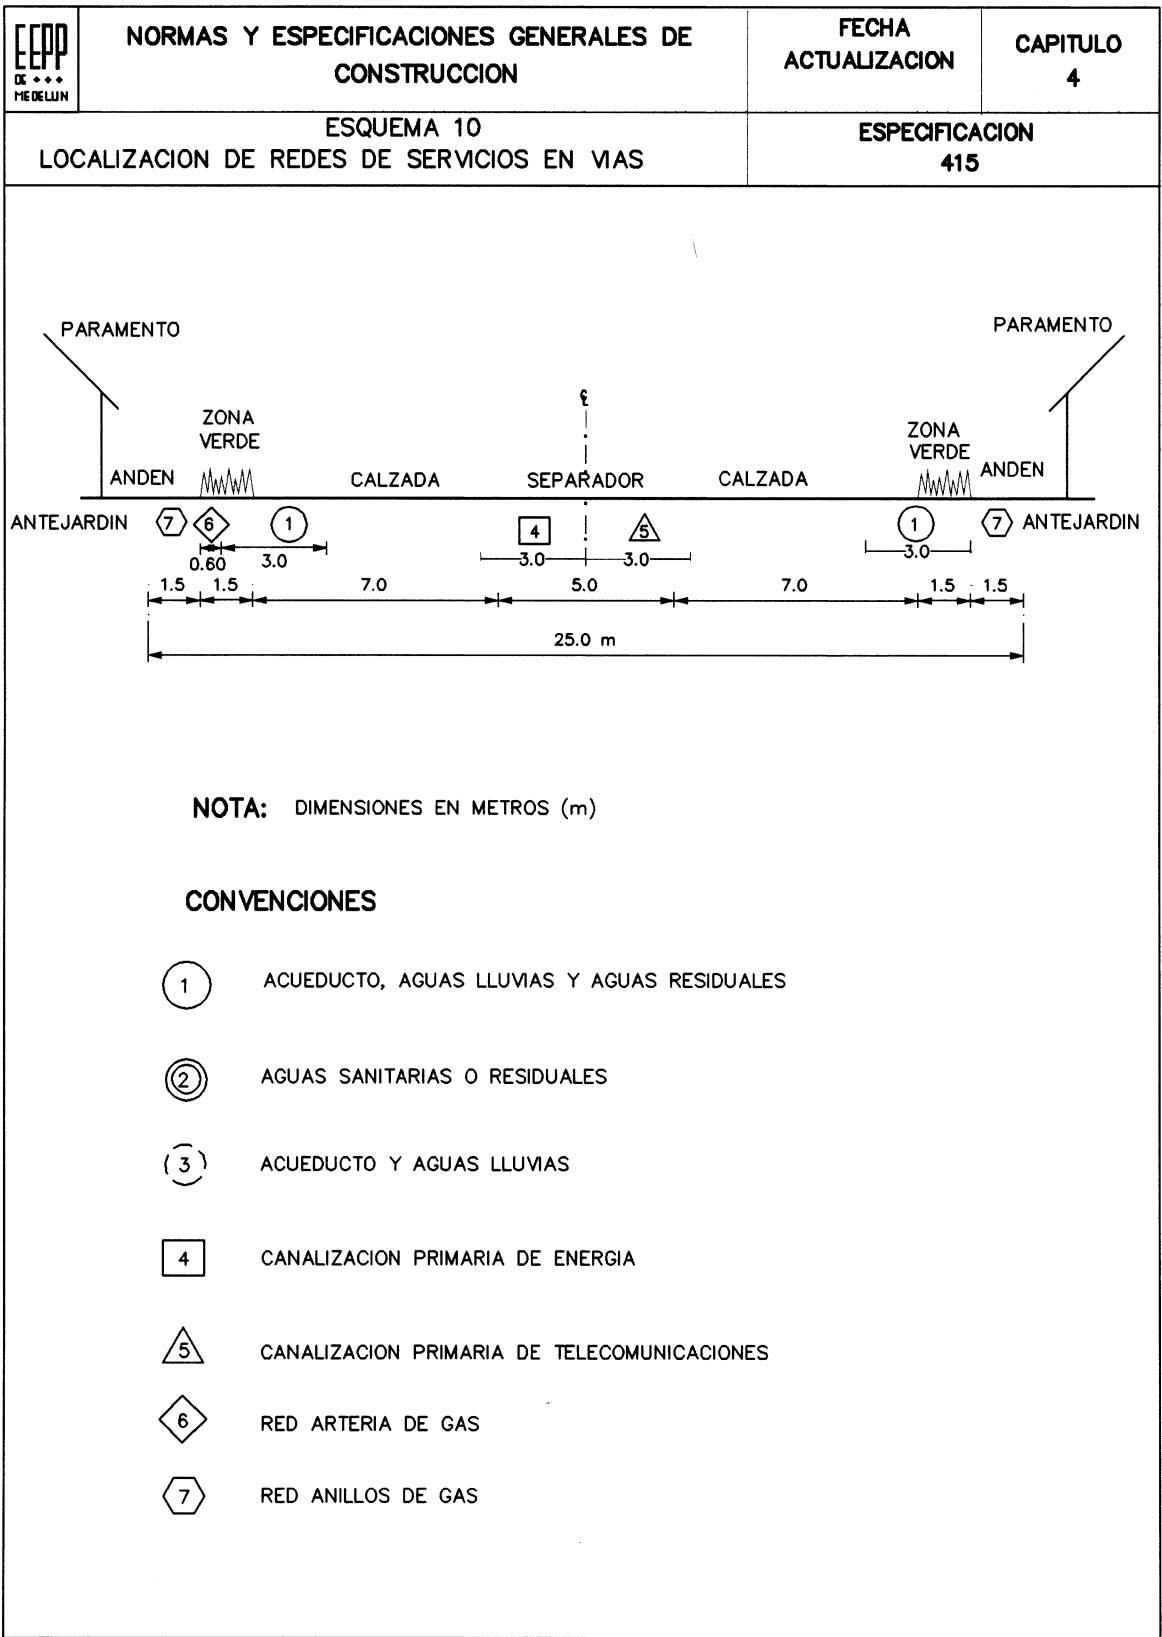 EEPP
DE
MEDELLIN
NORMAS Y ESPECIFICACIONES GENERALES DE
CONSTRUCCION
FECHA
ACTUALIZACION
CAPITULO
4
ESQUEMA 10
LOCALIZACION DE REDES DE SERVICIOS EN VIAS
ESPECIFICACION
415
PARAMENTO
PARAMENTO
ZONA
VERDE
ZONA
VERDE
ANDEN
CALZADA
SEPARADOR
CALZADA
ANDEN
ANTEJARDIN
7
6
1
4
5
1
7
ANTEJARDIN
0.60
3.0
3.0
3.0
3.0
1.5
1.5
7.0
5.0
7.0
1.5
1.5
25.0 m
NOTA: DIMENSIONES EN METROS (m)
CONVENCIONES
1 ACUEDUCTO, AGUAS LLUVIAS Y AGUAS RESIDUALES
2 AGUAS SANITARIAS O RESIDUALES
3 ACUEDUCTO Y AGUAS LLUVIAS
4 CANALIZACION PRIMARIA DE ENERGIA
5 CANALIZACION PRIMARIA DE TELECOMUNICACIONES
6 RED ARTERIA DE GAS
7 RED ANILLOS DE GAS